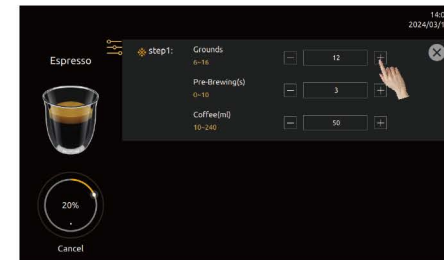 14:0
2024/03/1
Espresso
step1:
Grounds
6~16
12
Pre-Brewing(s)
0~10
3
Coffee(ml)
10~240
50
20%
Cancel